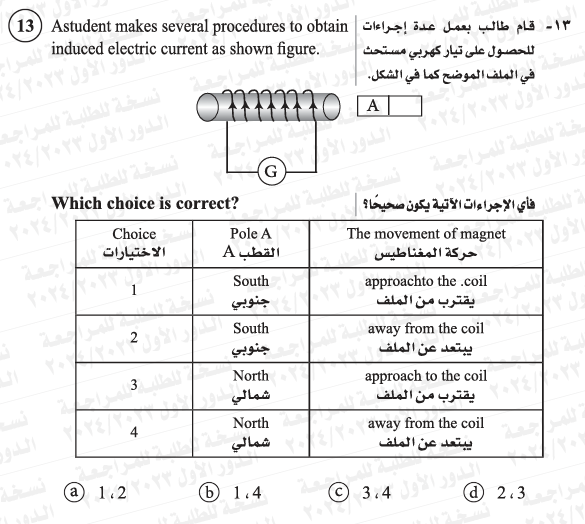 13 Astudent makes several procedures to obtain
induced electric current as shown figure.
١٣- قام طالب بعمل عدة إجراءات
للحصول على تيار كهربي مستحث
في الملف الموضح كما في الشكل.
A
G
Which choice is correct?
فأي الإجراءات الآتية يكون صحيحًا؟
Choice
الاختيارات
Pole A
القطب A
The movement of magnet
حركة المغناطيس
1
South
جنوبي
approachto the .coil
يقترب من الملف
2
South
جنوبي
away from the coil
يبتعد عن الملف
3
North
شمالي
approach to the coil
يقترب من الملف
4
North
شمالي
away from the coil
يبتعد عن الملف
a 1، 2
b 1، 4
c 3، 4
d 2، 3
نسخة للطلبة للمراجعة
الدور الأول ٢٠٢٤/٢٠٢٣